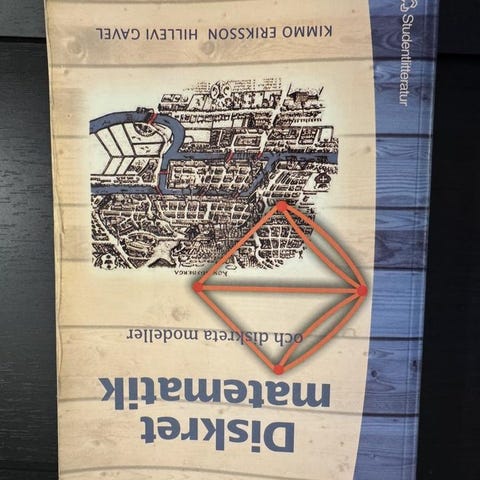 Diskret
matematik
och diskreta modeller
KIMMO ERIKSSON HILLEVI GAVEL
Studentlitteratur